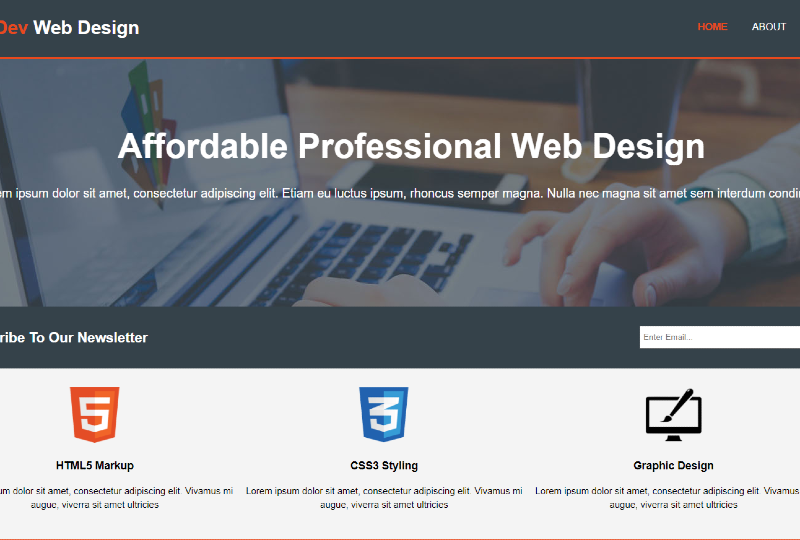 Dev Web Design
HOME ABOUT
Affordable Professional Web Design
ipsum dolor sit amet, consectetur adipiscing elit. Etiam eu luctus ipsum, rhoncus semper magna. Nulla nec magna sit amet sem interdum
To Our Newsletter
Enter Email...
5
3
HTML5 Markup
dolor sit amet, consectetur adipiscing elit. Vivamus mi
augue, viverra sit amet ultricies
CSS3 Styling
Lorem ipsum dolor sit amet, consectetur adipiscing elit. Vivamus mi
augue, viverra sit amet ultricies
Graphic Design
Lorem ipsum dolor sit amet, consectetur adipiscing elit. Vivamus
augue, viverra sit amet ultricies